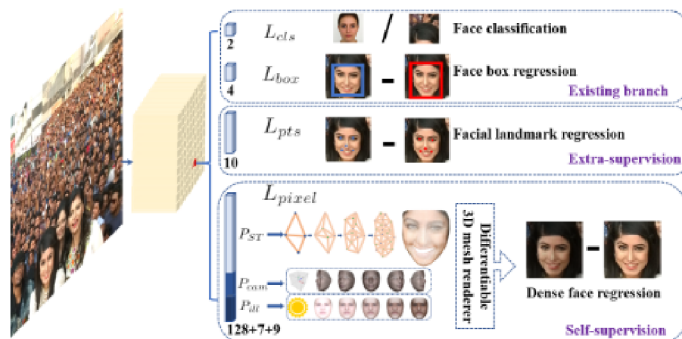 L_cls
2
/
Face classification
L_box
4
-
Face box regression
Existing branch
L_pts
10
-
Facial landmark regression
Extra-supervision
L_pixel
P_ST
P_cam
P_ill
128+7+9
Differentiable
3D mesh renderer
-
Dense face regression
Self-supervision